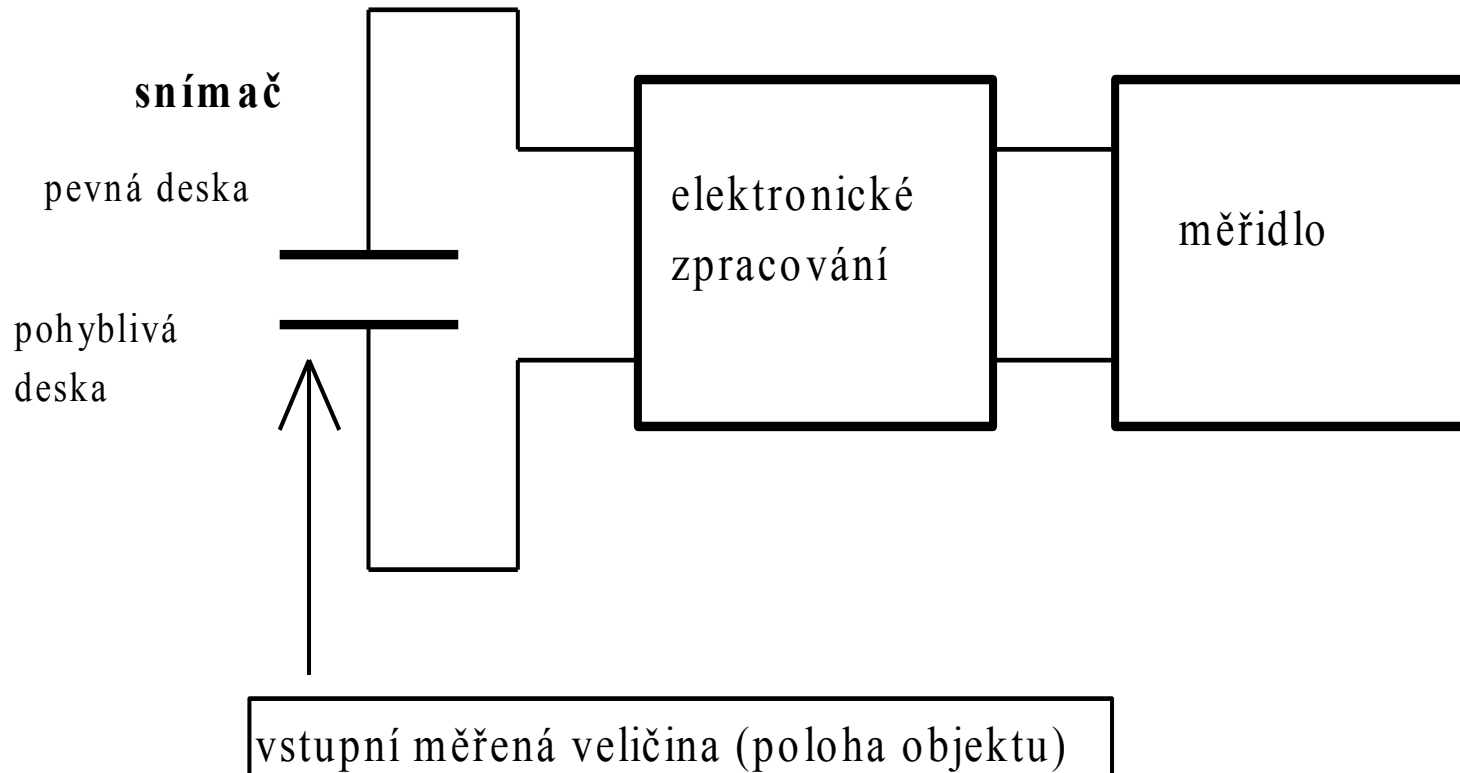 snímač
pevná deska
pohyblivá
deska
elektronické
zpracování
měřidlo
vstupní měřená veličina (poloha objektu)